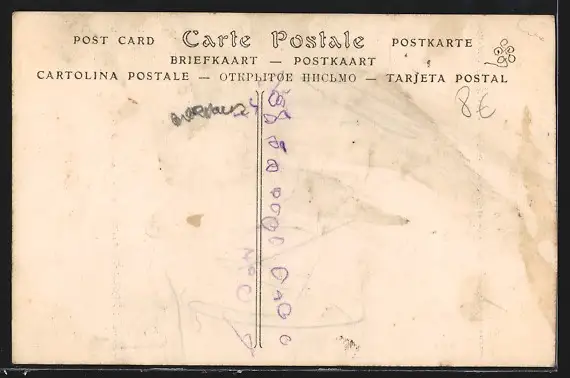 POST CARD Carte Postale POSTKARTE
BRIEFKAART — POSTKAART
CARTOLINA POSTALE — ОТКРЫТОЕ ПИСЬМО — TARJETA POSTAL
8€